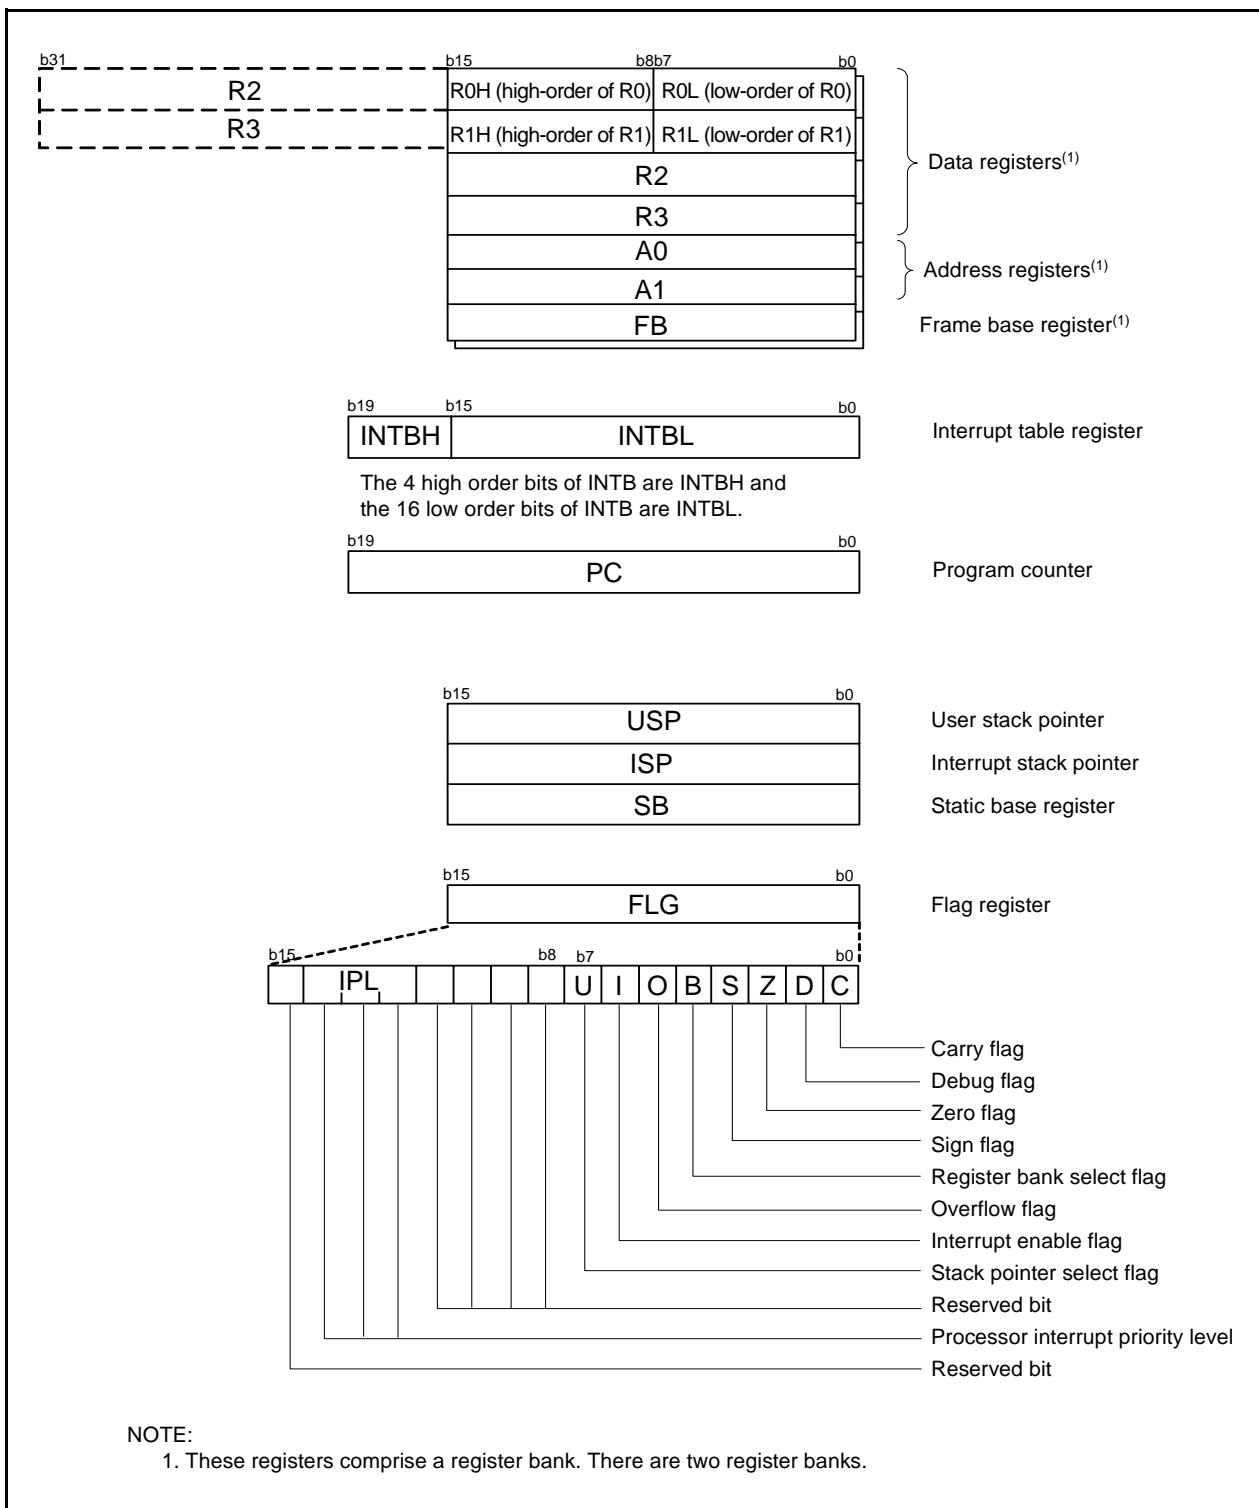 b31 b15 b8b7 b0
R2 R0H (high-order of R0) R0L (low-order of R0)
R3 R1H (high-order of R1) R1L (low-order of R1)
Data registers(1)
R2
R3
A0
Address registers(1)
A1
FB Frame base register(1)
b19 b15 b0
INTBH INTBL Interrupt table register
The 4 high order bits of INTB are INTBH and
the 16 low order bits of INTB are INTBL.
b19 b0
PC Program counter
b15 b0
USP User stack pointer
ISP Interrupt stack pointer
SB Static base register
b15 b0
FLG Flag register
b15 b8 b7 b0
IPL U I O B S Z D C
Carry flag
Debug flag
Zero flag
Sign flag
Register bank select flag
Overflow flag
Interrupt enable flag
Stack pointer select flag
Reserved bit
Processor interrupt priority level
Reserved bit
NOTE:
1. These registers comprise a register bank. There are two register banks.